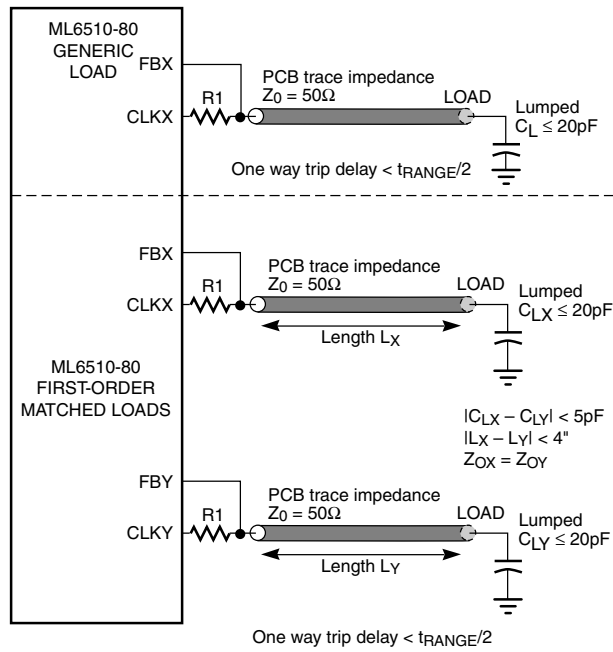 ML6510-80
GENERIC
LOAD
FBX
CLKX
R1
PCB trace impedance
Z0 = 50Ω
LOAD
Lumped
CL ≤ 20pF
One way trip delay < tRANGE/2
FBX
CLKX
R1
PCB trace impedance
Z0 = 50Ω
LOAD
Lumped
CLX ≤ 20pF
Length LX
ML6510-80
FIRST-ORDER
MATCHED LOADS
|CLX – CLY| < 5pF
|LX – LY| < 4"
ZOX = ZOY
FBY
CLKY
R1
PCB trace impedance
Z0 = 50Ω
LOAD
Lumped
CLY ≤ 20pF
Length LY
One way trip delay < tRANGE/2